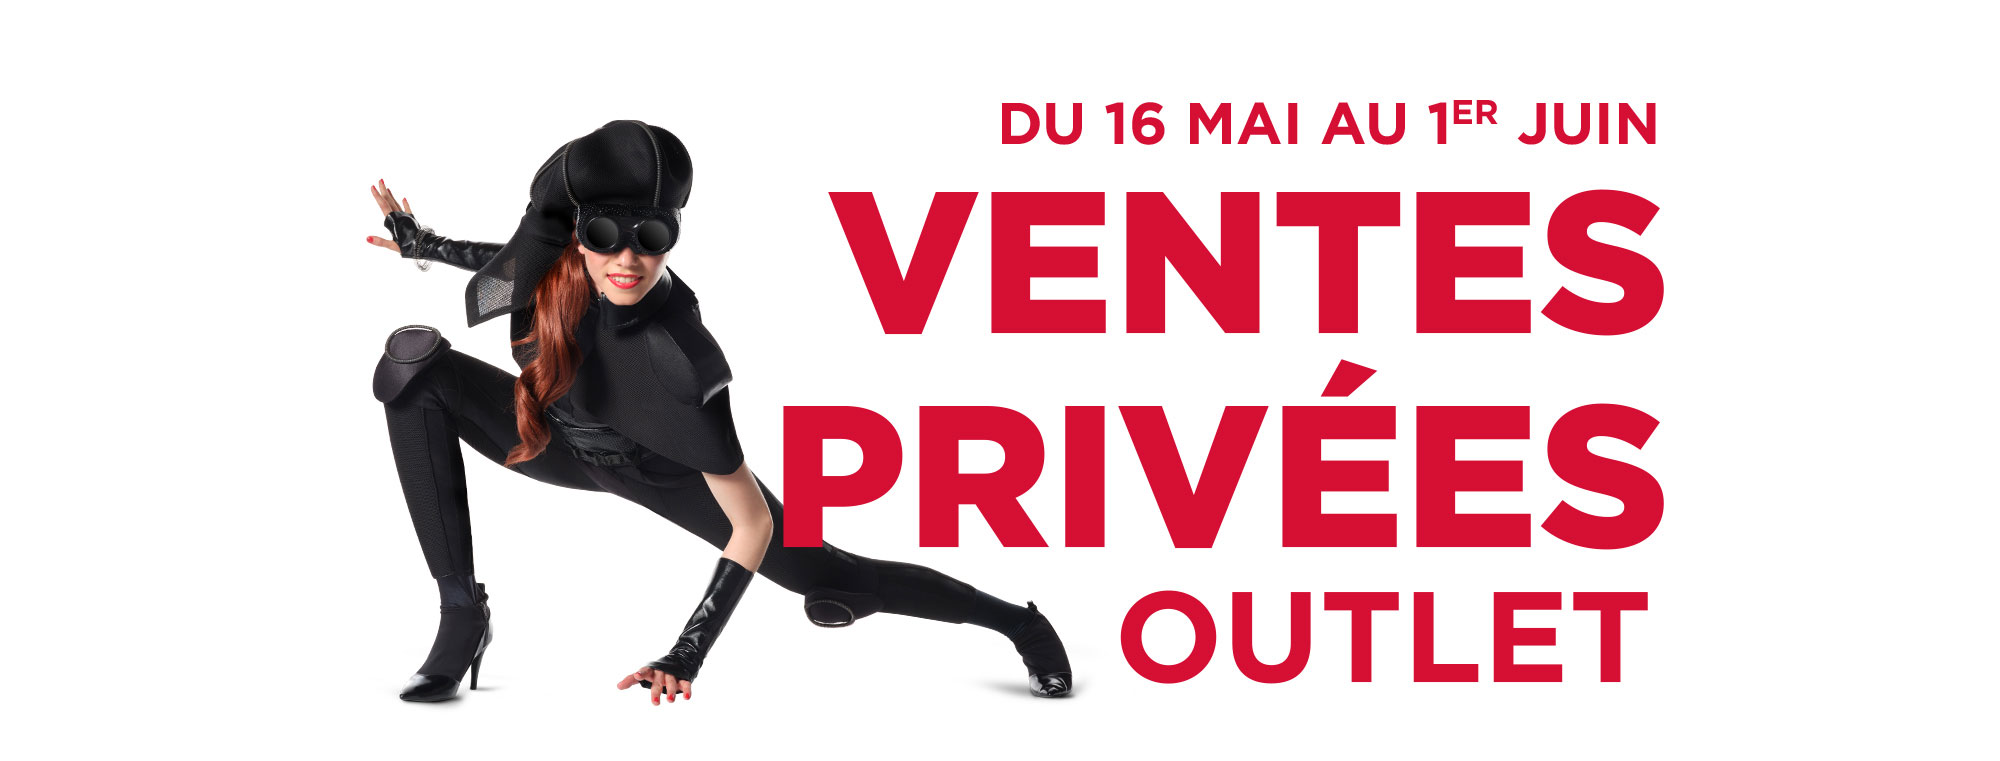 DU 16 MAI AU 1ER JUIN
VENTES
PRIVÉES
OUTLET